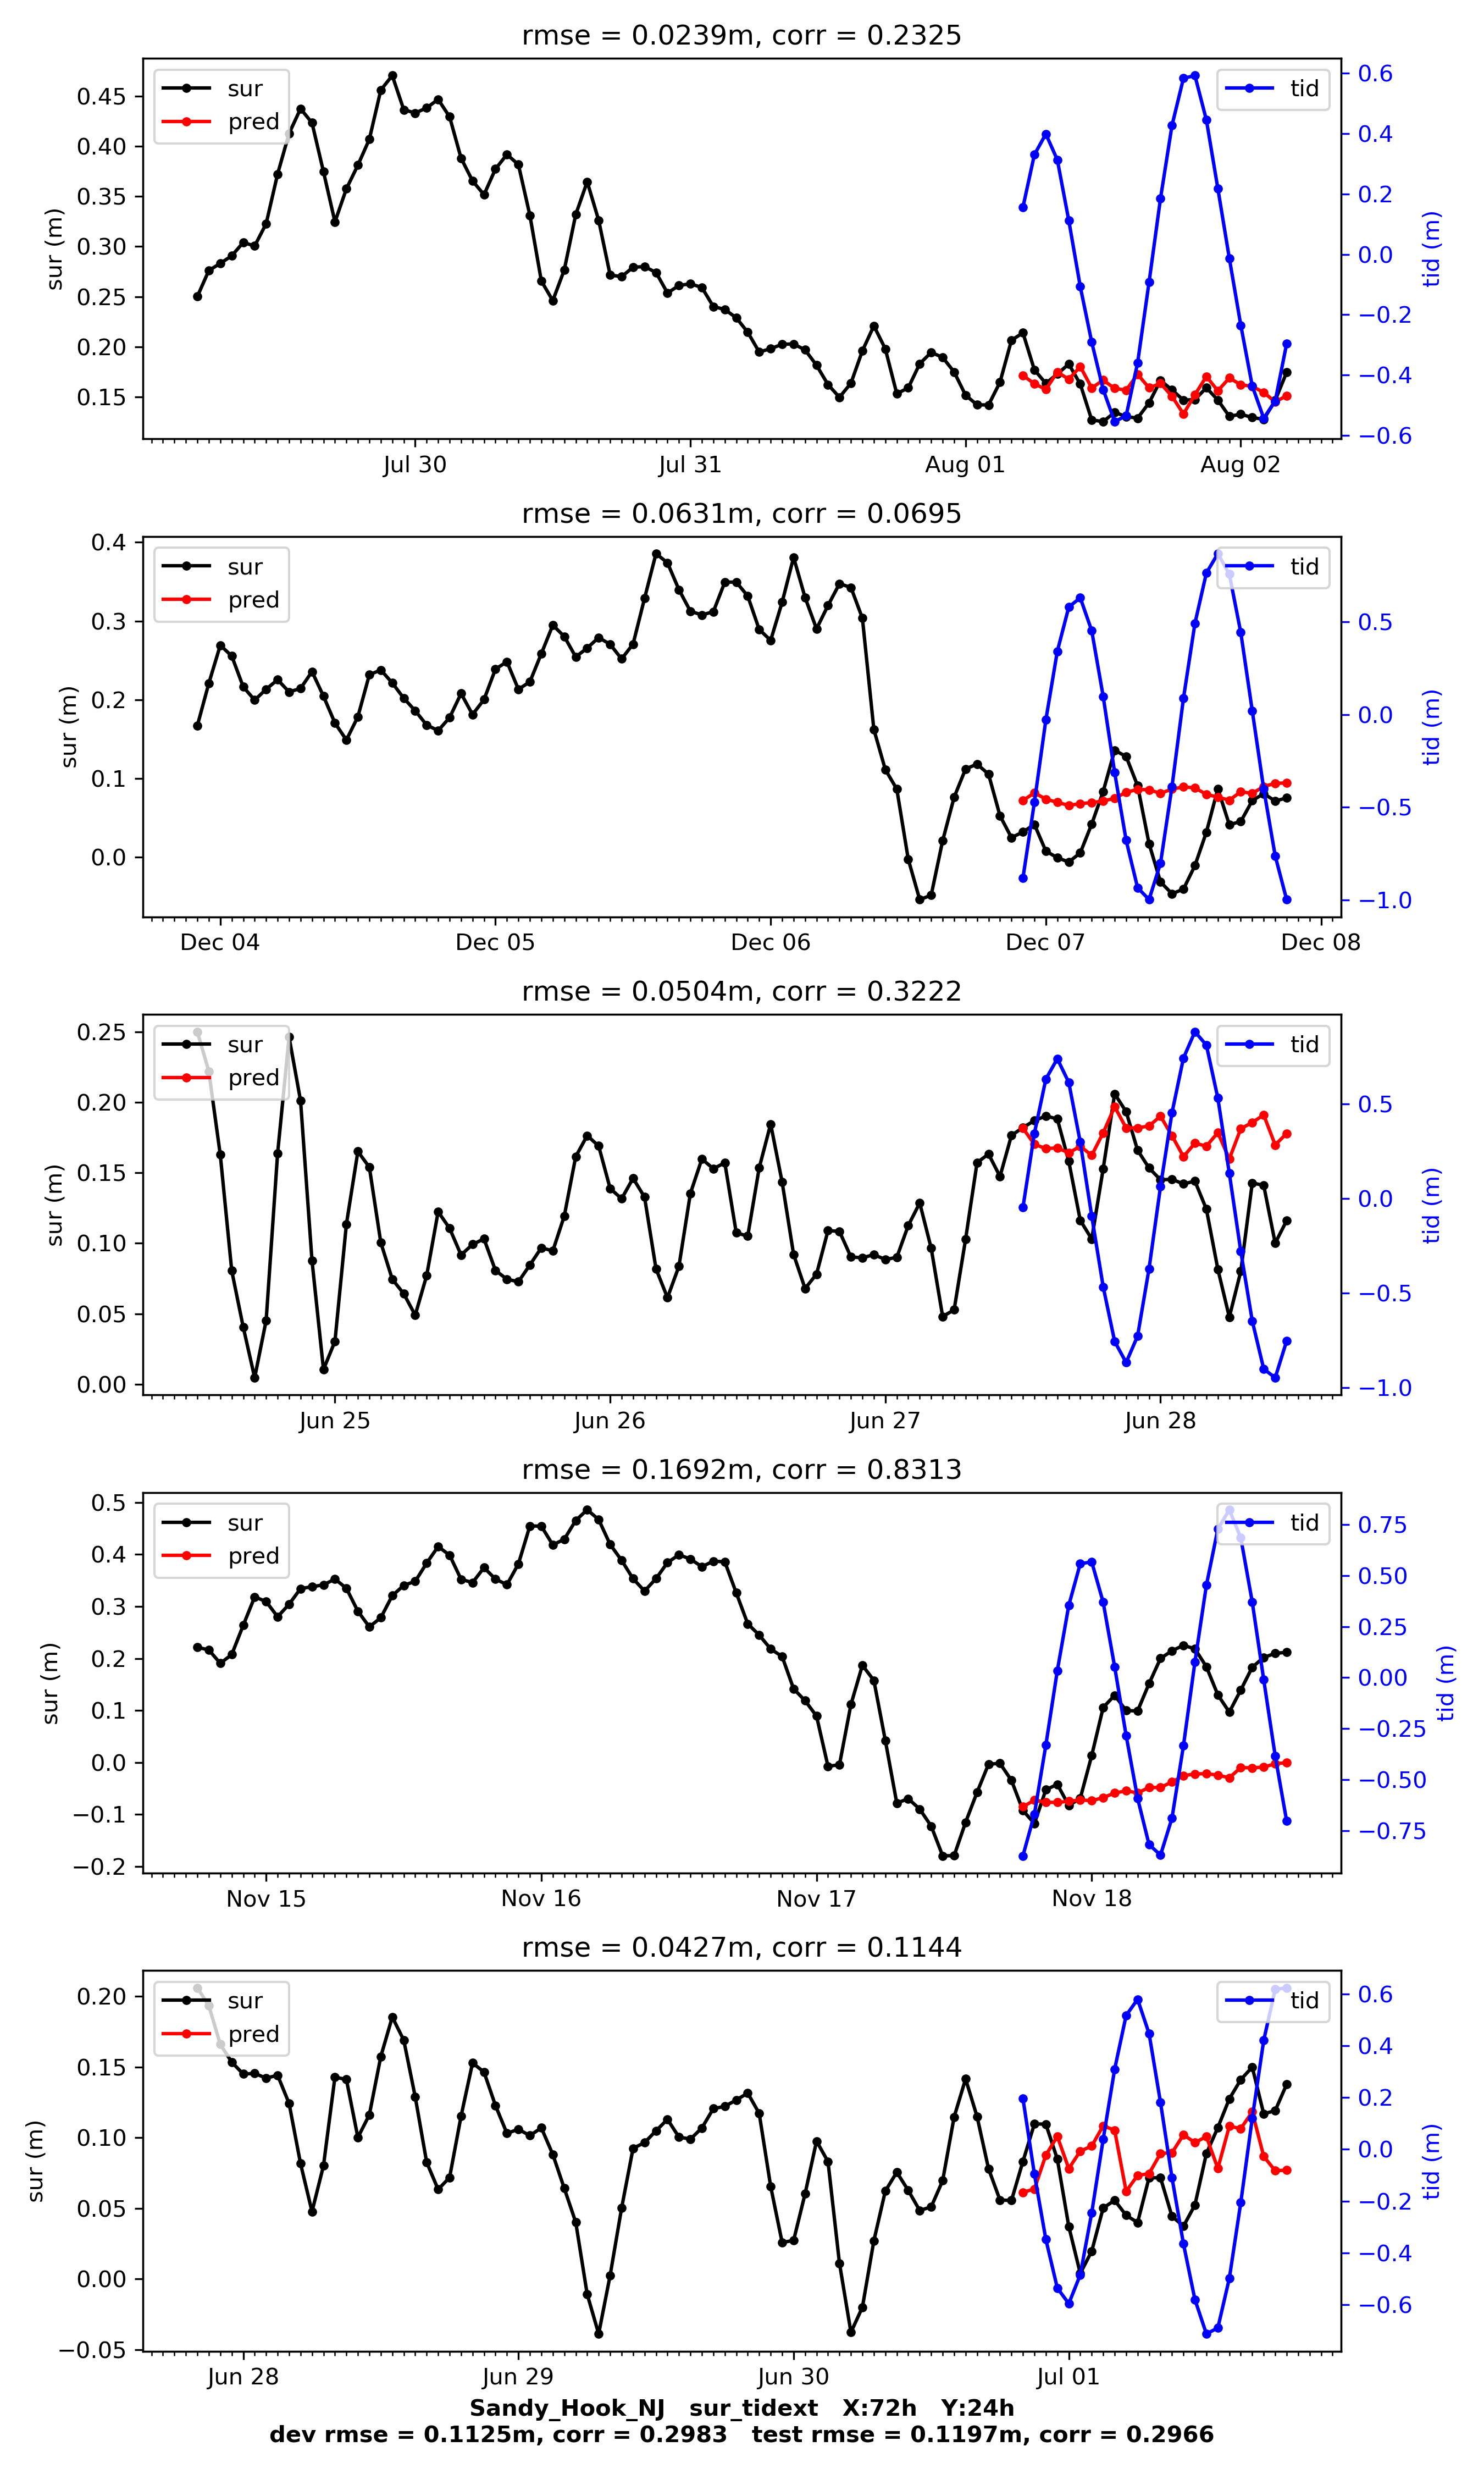 rmse = 0.0239m, corr = 0.2325
sur
pred
tid
0.45
0.40
0.35
0.30
0.25
0.20
0.15
sur (m)
0.6
0.4
0.2
0.0
−0.2
−0.4
−0.6
tid (m)
Jul 30 Jul 31 Aug 01 Aug 02
rmse = 0.0631m, corr = 0.0695
sur
pred
tid
0.4
0.3
0.2
0.1
0.0
sur (m)
0.5
0.0
−0.5
−1.0
tid (m)
Dec 04 Dec 05 Dec 06 Dec 07 Dec 08
rmse = 0.0504m, corr = 0.3222
sur
pred
tid
0.25
0.20
0.15
0.10
0.05
0.00
sur (m)
0.5
0.0
−0.5
−1.0
tid (m)
Jun 25 Jun 26 Jun 27 Jun 28
rmse = 0.1692m, corr = 0.8313
sur
pred
tid
0.5
0.4
0.3
0.2
0.1
0.0
−0.1
−0.2
sur (m)
0.75
0.50
0.25
0.00
−0.25
−0.50
−0.75
tid (m)
Nov 15 Nov 16 Nov 17 Nov 18
rmse = 0.0427m, corr = 0.1144
sur
pred
tid
0.20
0.15
0.10
0.05
0.00
−0.05
sur (m)
0.6
0.4
0.2
0.0
−0.2
−0.4
−0.6
tid (m)
Jun 28 Jun 29 Jun 30 Jul 01
Sandy_Hook_NJ sur_tidext X:72h Y:24h
dev rmse = 0.1125m, corr = 0.2983 test rmse = 0.1197m, corr = 0.2966